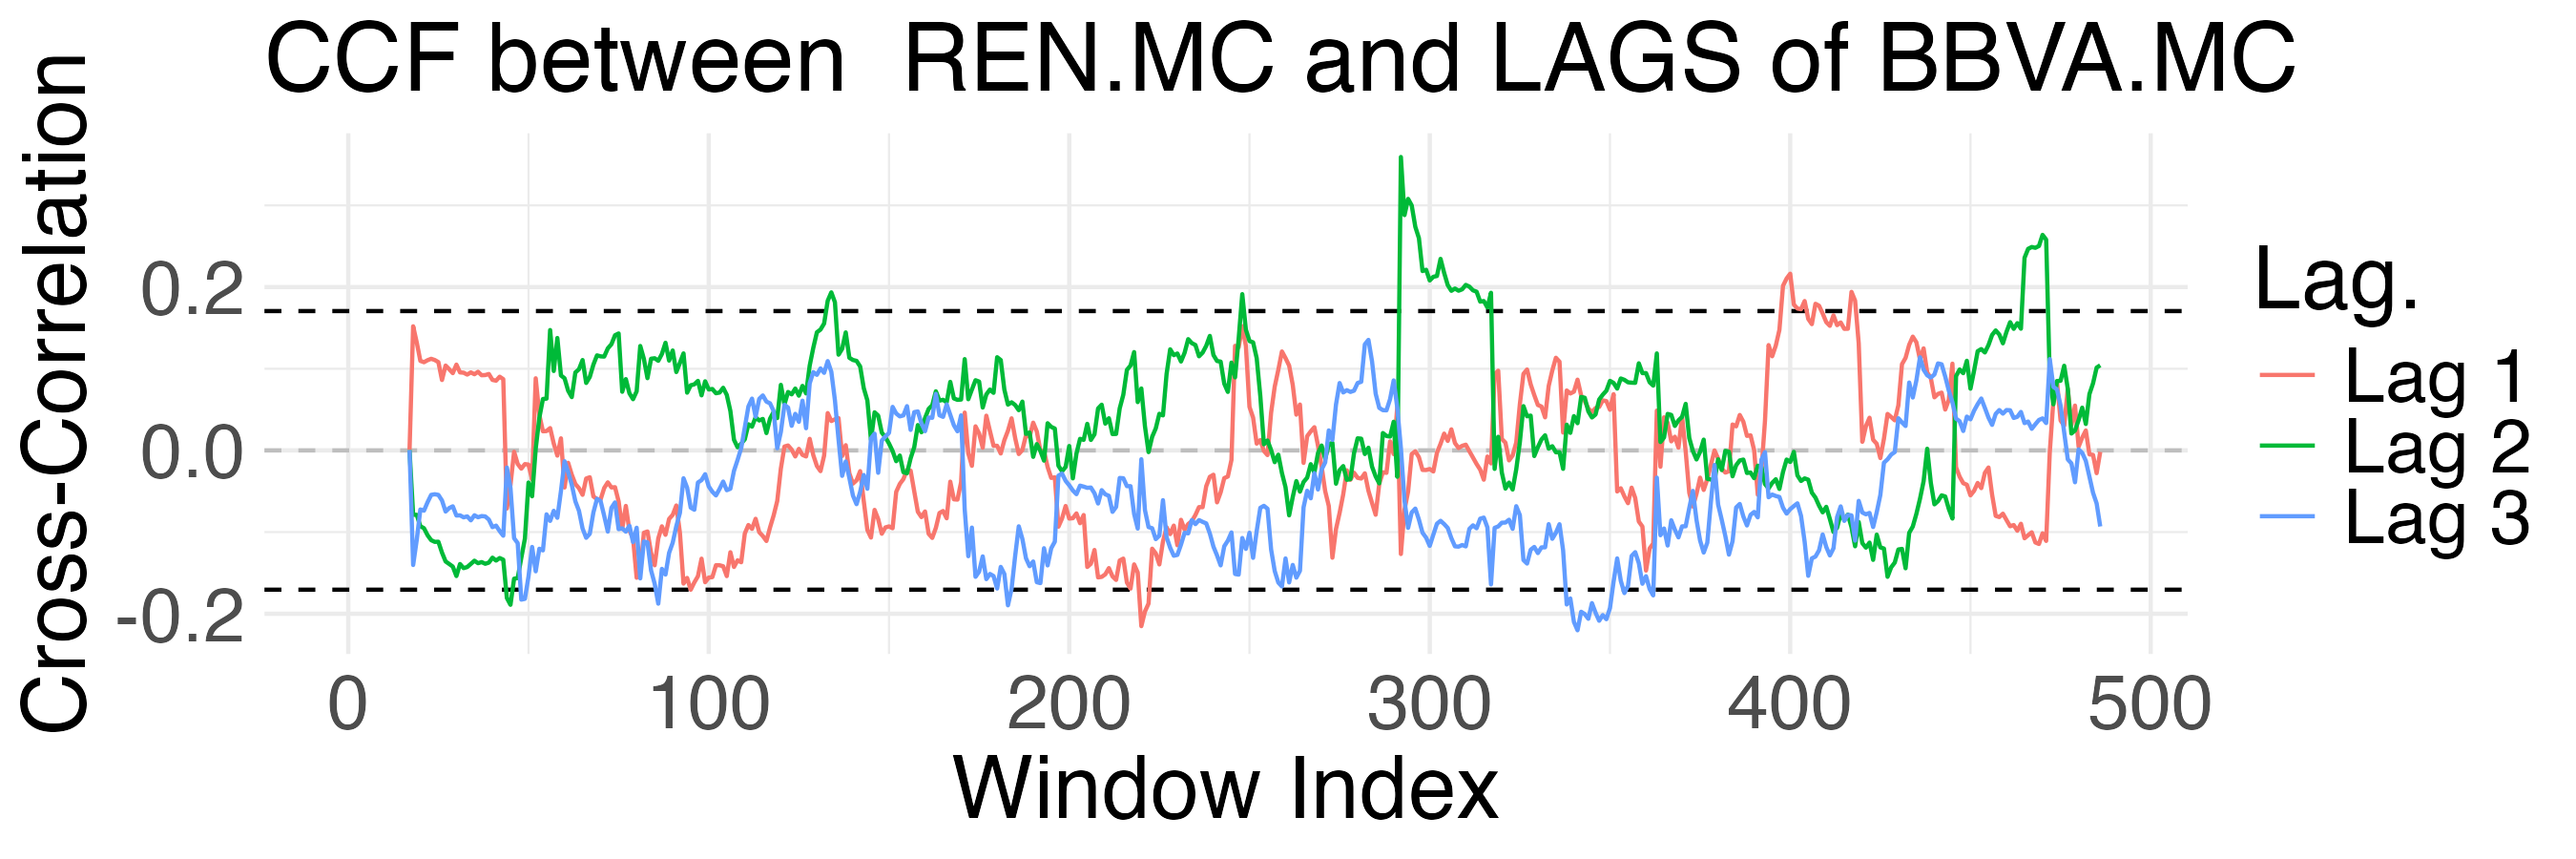 CCF between  REN.MC and LAGS of BBVA.MC
Cross-Correlation
0.2
0.0
-0.2
0 100 200 300 400 500
Window Index
Lag.
Lag 1
Lag 2
Lag 3